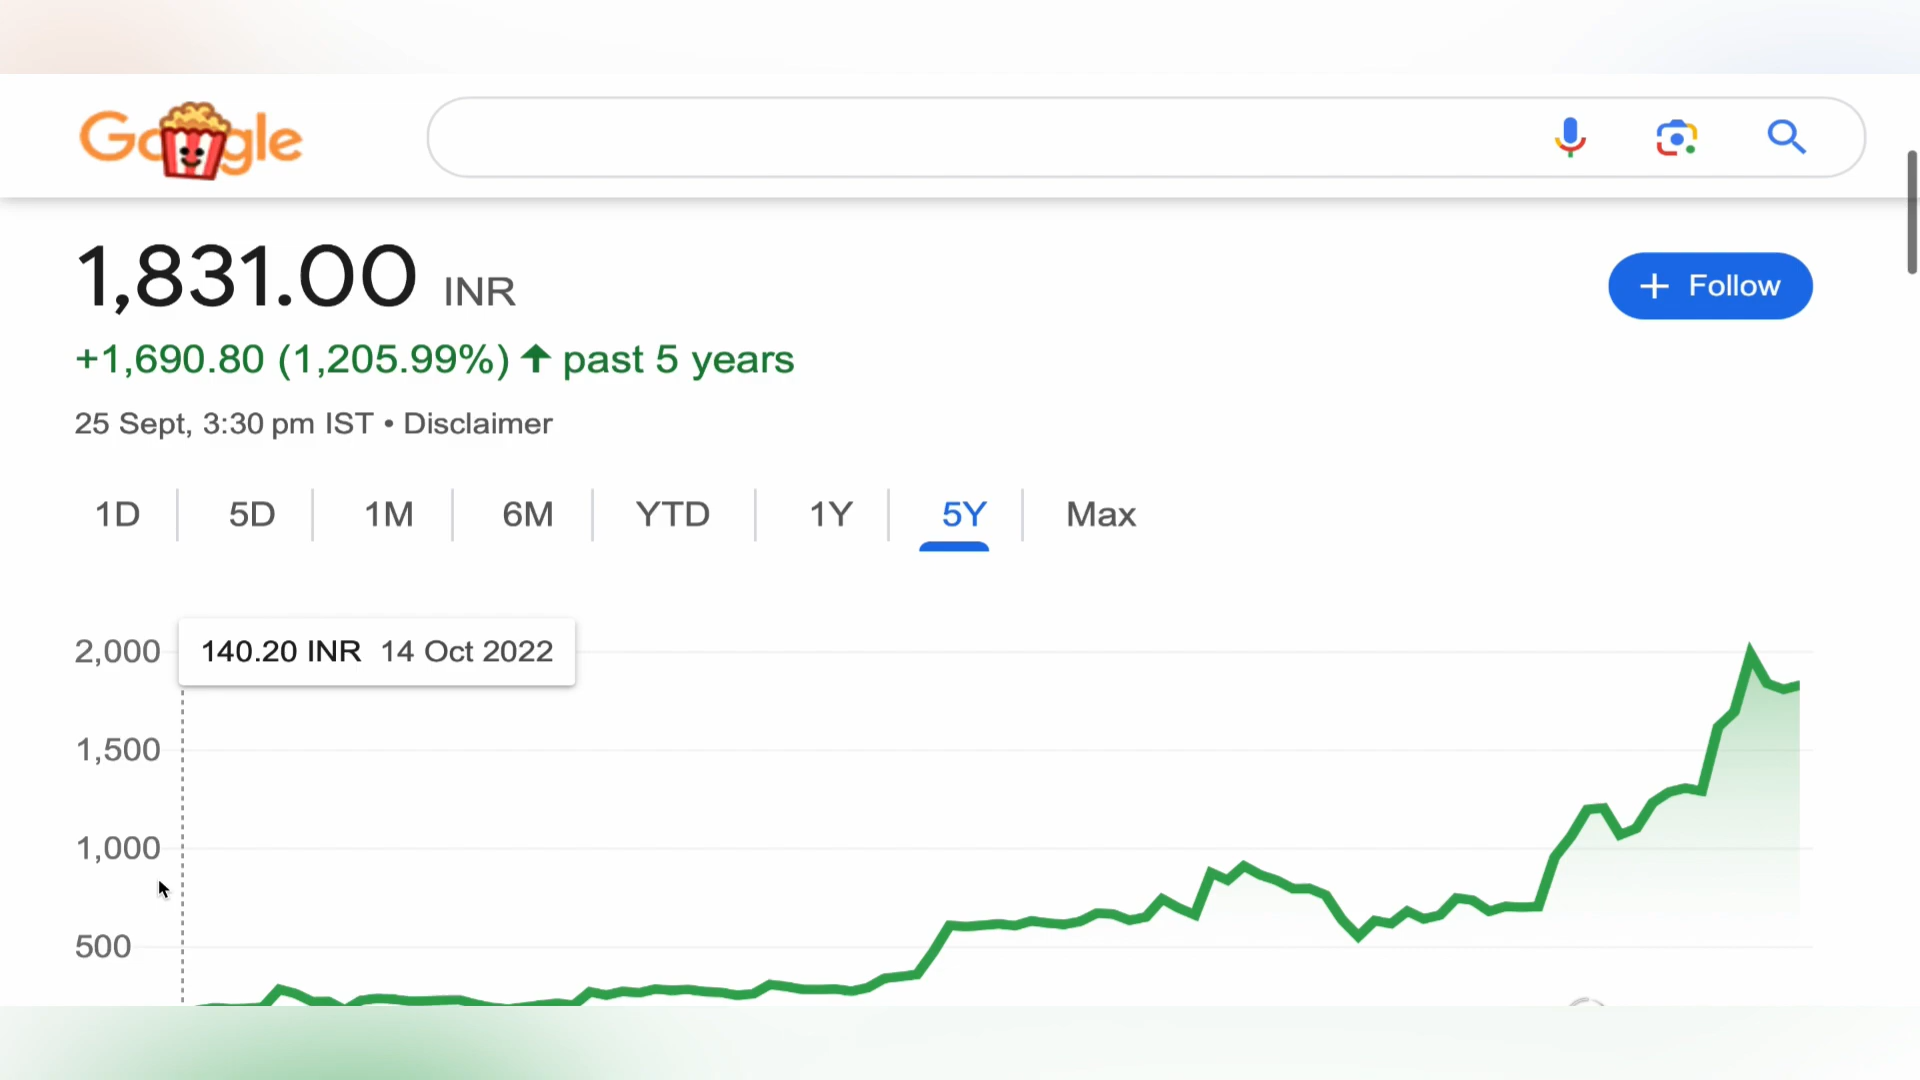 Google
1,831.00 INR
+ Follow
+1,690.80 (1,205.99%) ↑ past 5 years
25 Sept, 3:30 pm IST • Disclaimer
1D 5D 1M 6M YTD 1Y 5Y Max
2,000
140.20 INR 14 Oct 2022
1,500
1,000
500